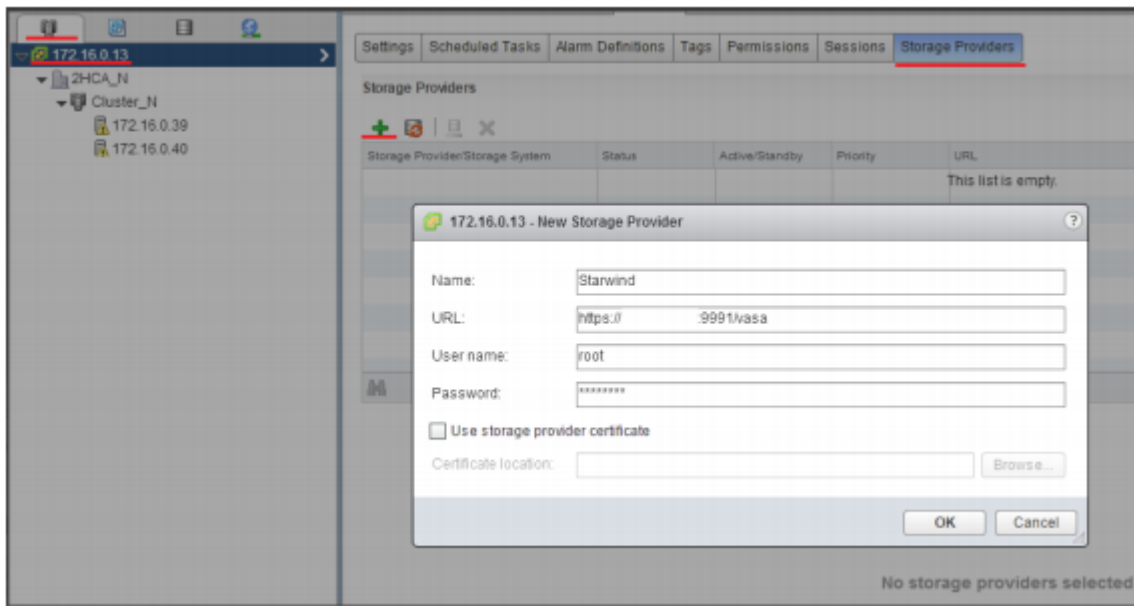 172.16.0.13
2HCA_N
Cluster_N
172.16.0.39
172.16.0.40
Settings Scheduled Tasks Alarm Definitions Tags Permissions Sessions Storage Providers
Storage Providers
Storage Provider/Storage System Status Active/Standby Priority URL
This list is empty.
172.16.0.13 - New Storage Provider ?
Name: Starwind
URL: https:// :9991/vasa
User name: root
Password: ********
Use storage provider certificate
Certificate location: Browse...
OK Cancel
No storage providers selected